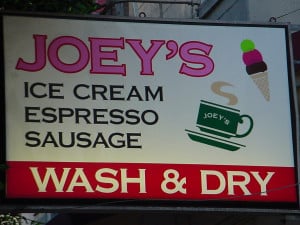 JOEY'S
ICE CREAM
ESPRESSO
SAUSAGE
JOEY'S
WASH & DRY